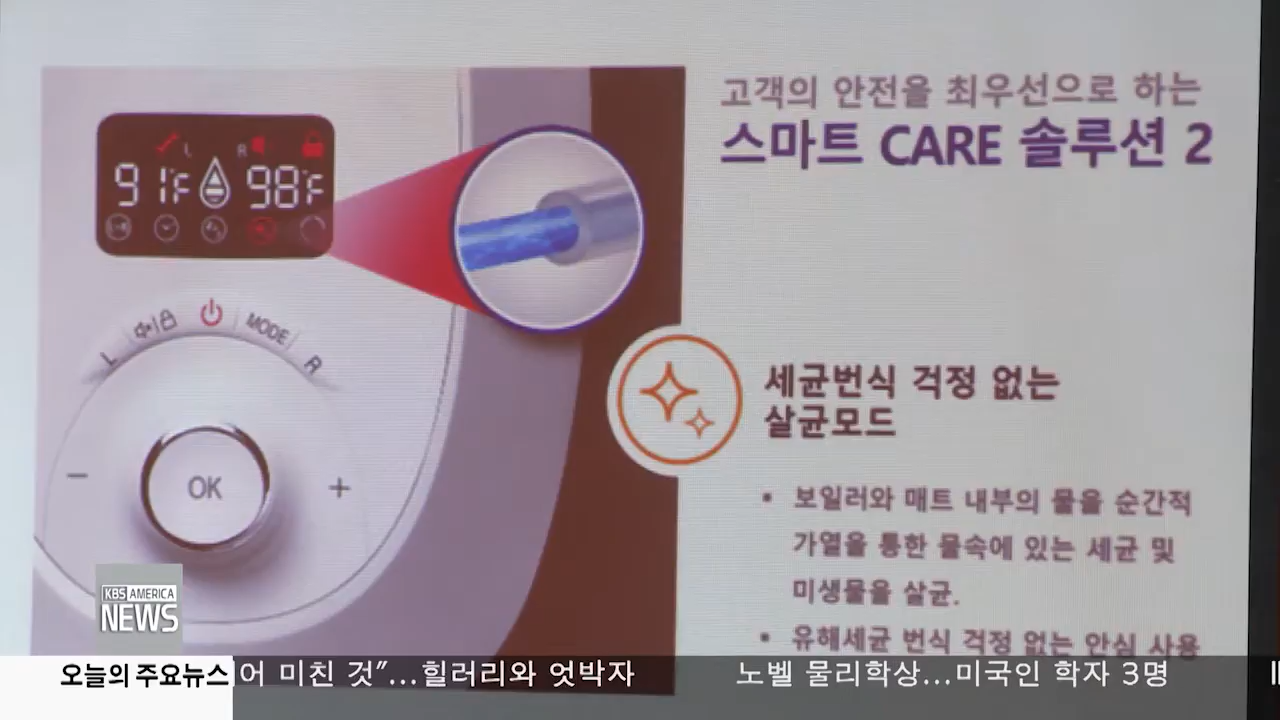 고객의 안전을 최우선으로 하는
스마트 CARE 솔루션 2
L R
91°F 98°F
L MODE R
- OK +
세균번식 걱정 없는
살균모드
• 보일러와 매트 내부의 물을 순간적
가열을 통한 물속에 있는 세균 및
미생물을 살균.
• 유해세균 번식 걱정 없는 안심 사용
KBS AMERICA
NEWS
오늘의 주요뉴스 어 미친 것”...힐러리와 엇박자 노벨 물리학상...미국인 학자 3명